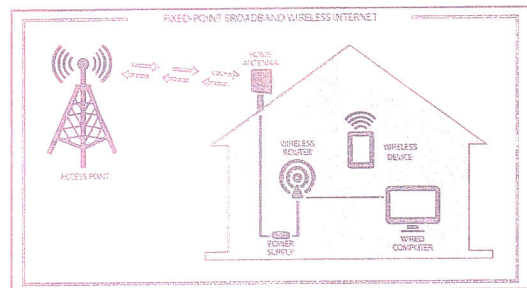 FIXED-POINT BROADBAND WIRELESS INTERNET
HOME
ANTENNA
ACCESS POINT
WIRELESS
ROUTER
WIRELESS
DEVICE
POWER
SUPPLY
WIRED
COMPUTER